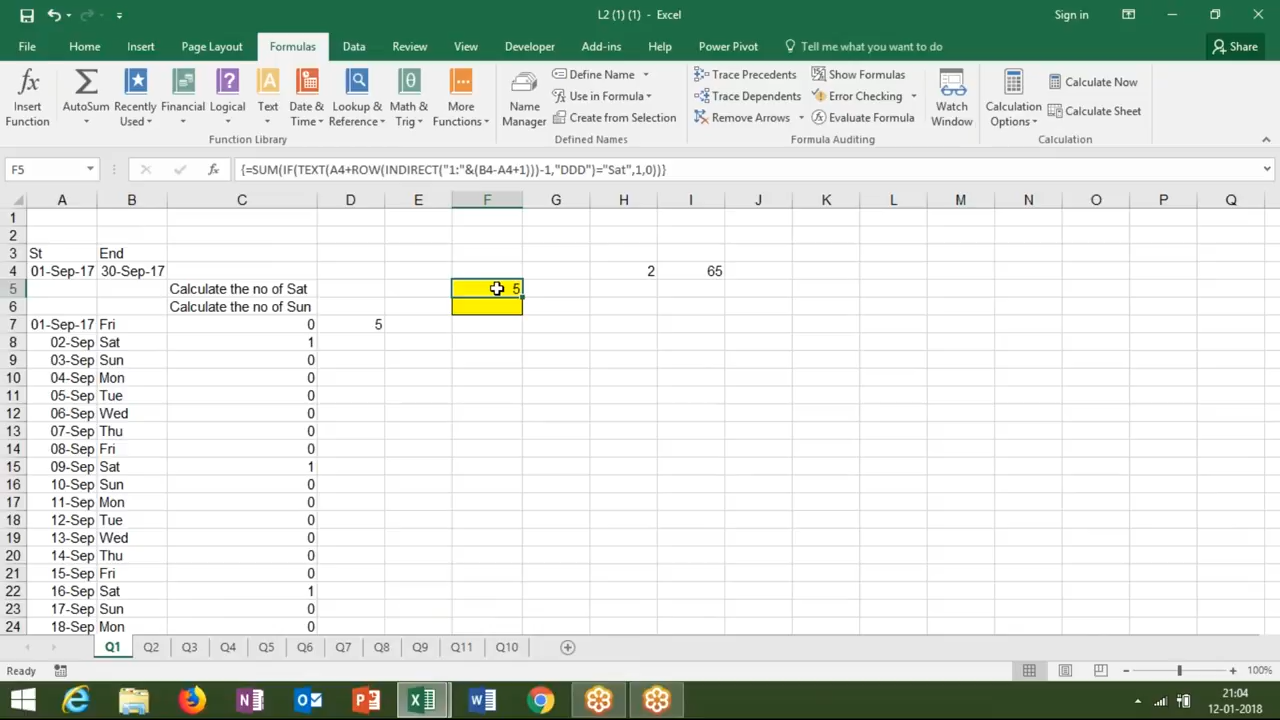 L2 (1) (1) - Excel
Sign in
File Home Insert Page Layout Formulas Data Review View Developer Add-ins Help Power Pivot Tell me what you want to do Share
Insert Function
AutoSum
Recently Used
Financial
Logical
Text
Date & Time
Lookup & Reference
Math & Trig
More Functions
Function Library
Name Manager
Define Name
Use in Formula
Create from Selection
Defined Names
Trace Precedents
Trace Dependents
Remove Arrows
Show Formulas
Error Checking
Evaluate Formula
Formula Auditing
Watch Window
Calculation Options
Calculate Now
Calculate Sheet
Calculation
F5 fx {=SUM(IF(TEXT(A4+ROW(INDIRECT("1:"&(B4-A4+1)))-1,"DDD")="Sat",1,0))}
A B C D E F G H I J K L M N O P Q
1
2
3 St End
4 01-Sep-17 30-Sep-17 2 65
5 Calculate the no of Sat 5
6 Calculate the no of Sun
7 01-Sep-17 Fri 0 5
8 02-Sep Sat 1
9 03-Sep Sun 0
10 04-Sep Mon 0
11 05-Sep Tue 0
12 06-Sep Wed 0
13 07-Sep Thu 0
14 08-Sep Fri 0
15 09-Sep Sat 1
16 10-Sep Sun 0
17 11-Sep Mon 0
18 12-Sep Tue 0
19 13-Sep Wed 0
20 14-Sep Thu 0
21 15-Sep Fri 0
22 16-Sep Sat 1
23 17-Sep Sun 0
24 18-Sep Mon 0
Q1 Q2 Q3 Q4 Q5 Q6 Q7 Q8 Q9 Q11 Q10
Ready 100%
21:04
12-01-2018